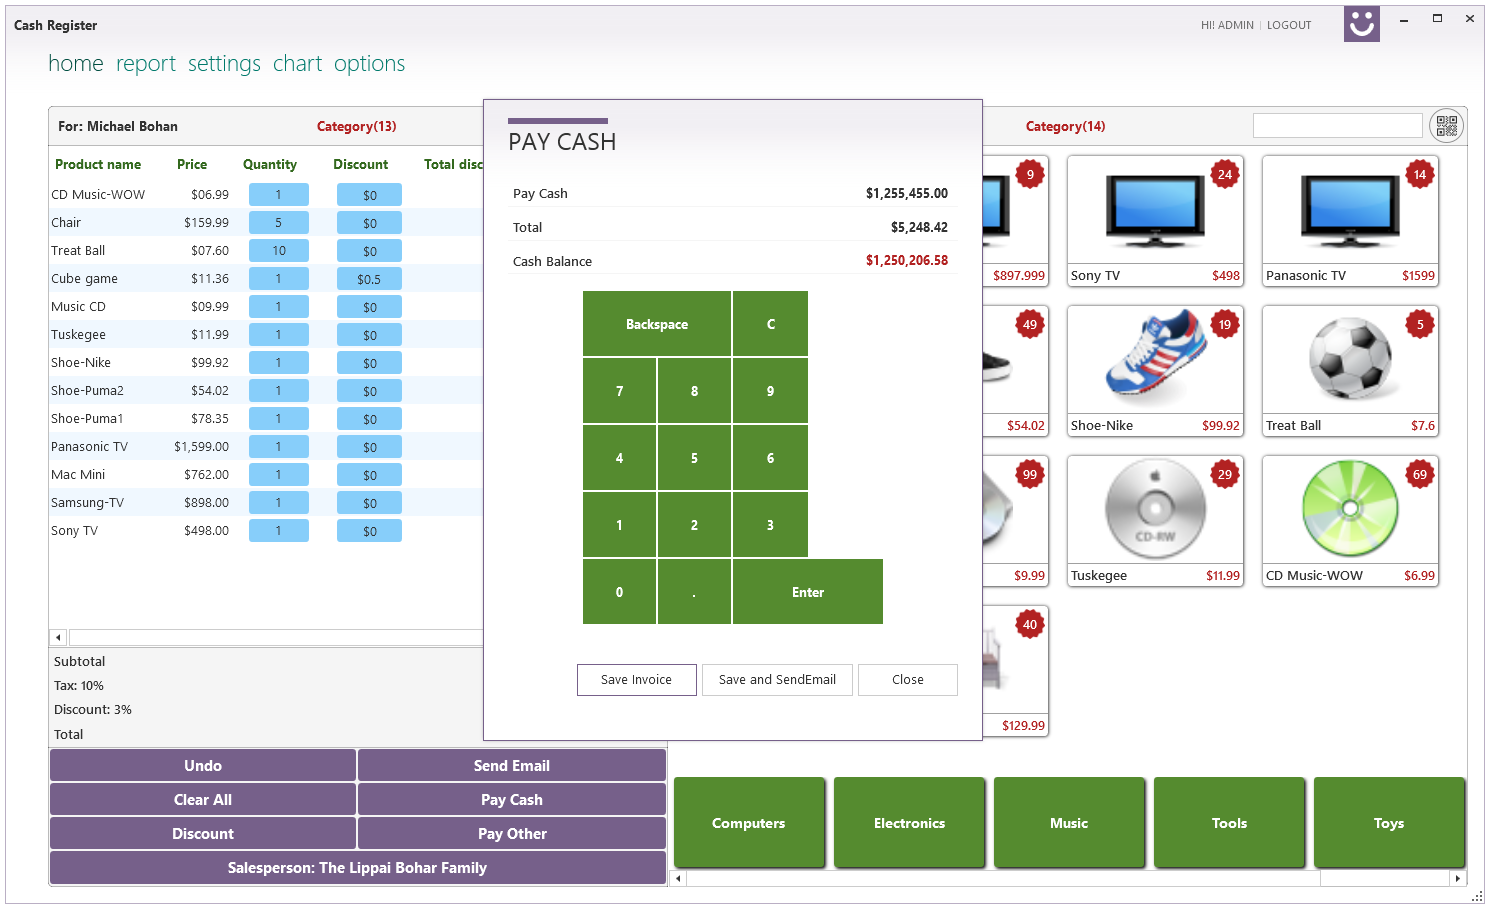 Cash Register
HI! ADMIN | LOGOUT
home report settings chart options
For: Michael Bohan
Category(13)
Product name Price Quantity Discount Total disc
CD Music-WOW $06.99 1 $0
Chair $159.99 5 $0
Treat Ball $07.60 10 $0
Cube game $11.36 1 $0.5
Music CD $09.99 1 $0
Tuskegee $11.99 1 $0
Shoe-Nike $99.92 1 $0
Shoe-Puma2 $54.02 1 $0
Shoe-Puma1 $78.35 1 $0
Panasonic TV $1,599.00 1 $0
Mac Mini $762.00 1 $0
Samsung-TV $898.00 1 $0
Sony TV $498.00 1 $0
Subtotal
Tax: 10%
Discount: 3%
Total
Undo Send Email
Clear All Pay Cash
Discount Pay Other
Salesperson: The Lippai Bohar Family
PAY CASH
Pay Cash $1,255,455.00
Total $5,248.42
Cash Balance $1,250,206.58
Backspace C
7 8 9
4 5 6
1 2 3
0 . Enter
Save Invoice Save and SendEmail Close
Category(14)
9 24 14
$897.999 Sony TV $498 Panasonic TV $1599
49 19 5
$54.02 Shoe-Nike $99.92 Treat Ball $7.6
99 29 69
CD-RW
$9.99 Tuskegee $11.99 CD Music-WOW $6.99
40
$129.99
Computers Electronics Music Tools Toys